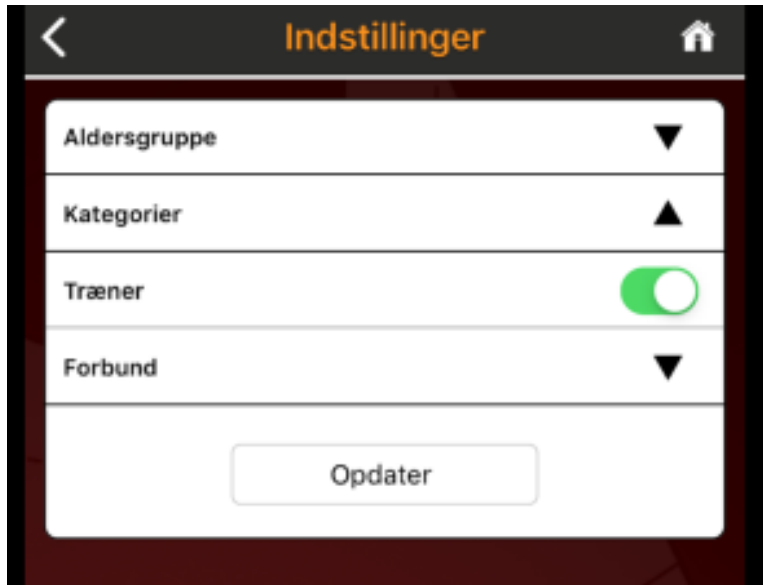 Indstillinger
Aldersgruppe
Kategorier
Træner
Forbund
Opdater